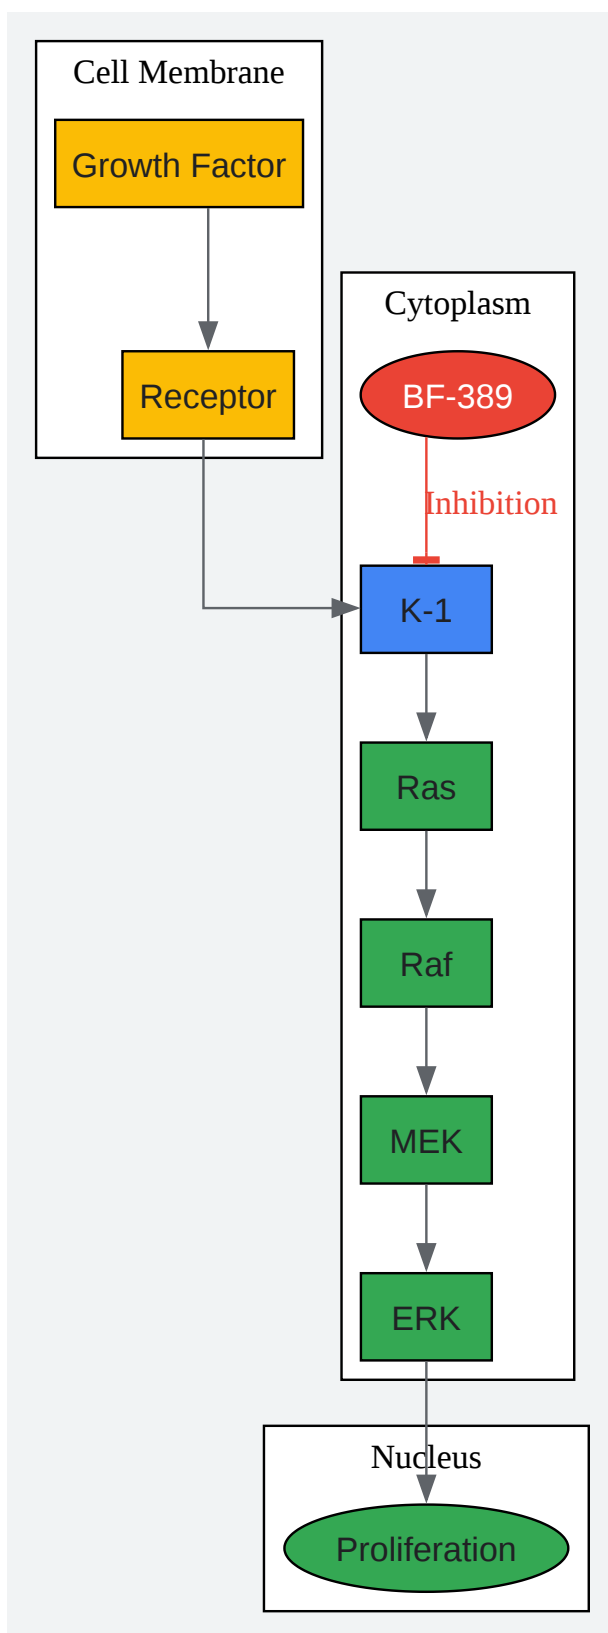 Cell Membrane
Growth Factor
Receptor
Cytoplasm
BF-389
Inhibition
K-1
Ras
Raf
MEK
ERK
Nucleus
Proliferation